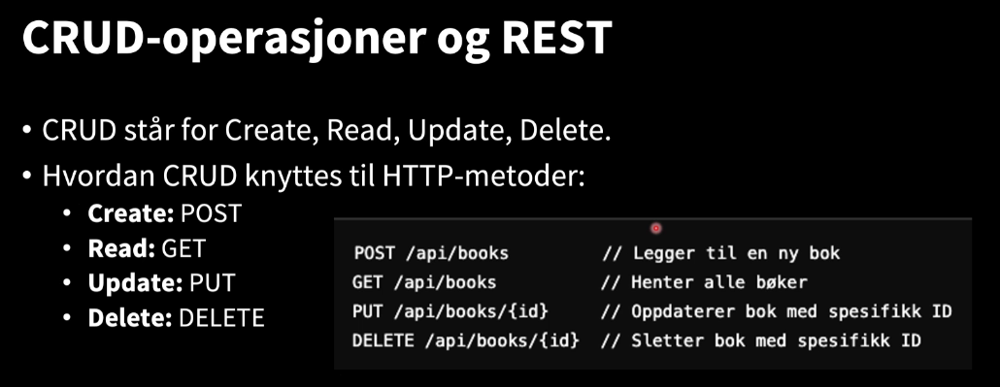 CRUD-operasjoner og REST
• CRUD står for Create, Read, Update, Delete.
• Hvordan CRUD knyttes til HTTP-metoder:
• Create: POST
• Read: GET
• Update: PUT
• Delete: DELETE
POST /api/books // Legger til en ny bok
GET /api/books // Henter alle bøker
PUT /api/books/{id} // Oppdaterer bok med spesifikk ID
DELETE /api/books/{id} // Sletter bok med spesifikk ID